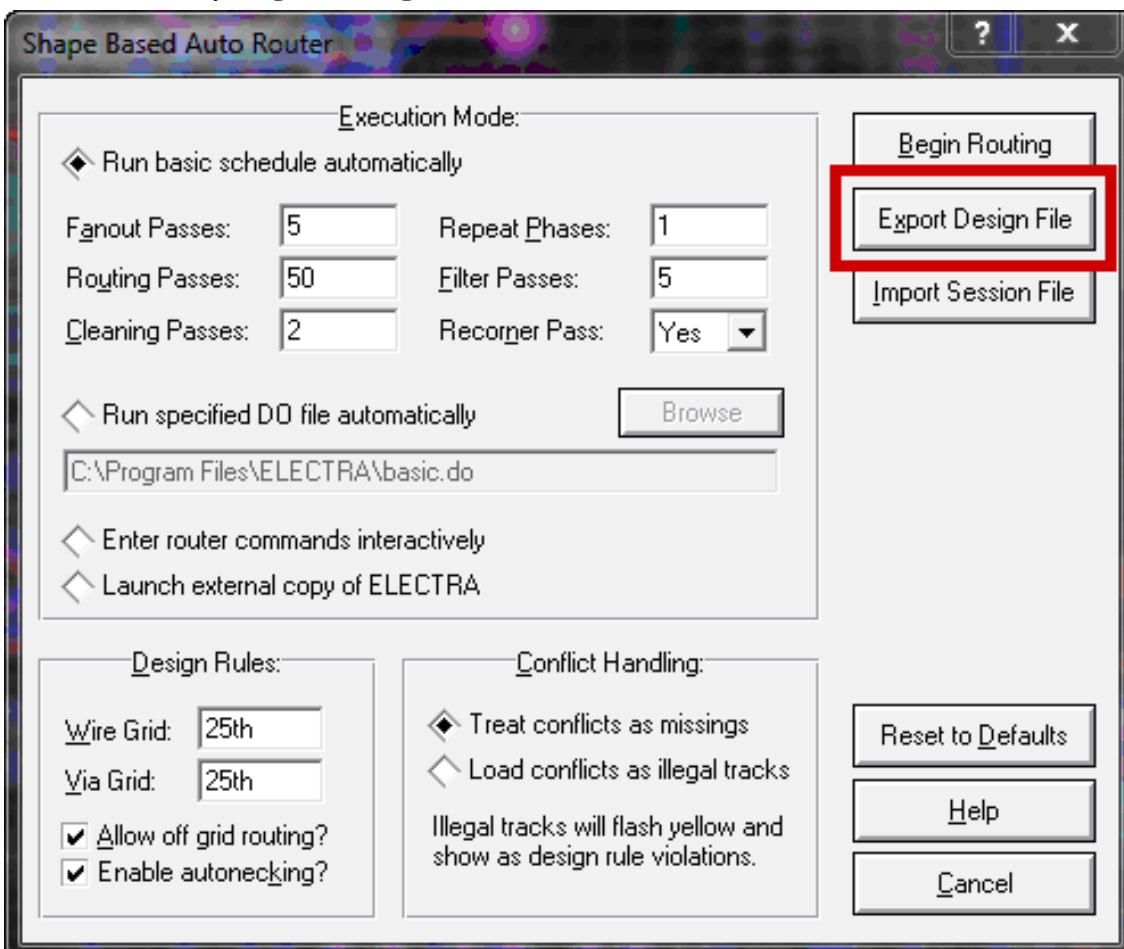 Shape Based Auto Router
? x
Execution Mode:
Run basic schedule automatically
Fanout Passes: 5 Repeat Phases: 1
Routing Passes: 50 Filter Passes: 5
Cleaning Passes: 2 Recorner Pass: Yes
Run specified DO file automatically Browse
C:\Program Files\ELECTRA\basic.do
Enter router commands interactively
Launch external copy of ELECTRA
Begin Routing
Export Design File
Import Session File
Design Rules:
Wire Grid: 25th
Via Grid: 25th
Allow off grid routing?
Enable autonecking?
Conflict Handling:
Treat conflicts as missings
Load conflicts as illegal tracks
Illegal tracks will flash yellow and
show as design rule violations.
Reset to Defaults
Help
Cancel